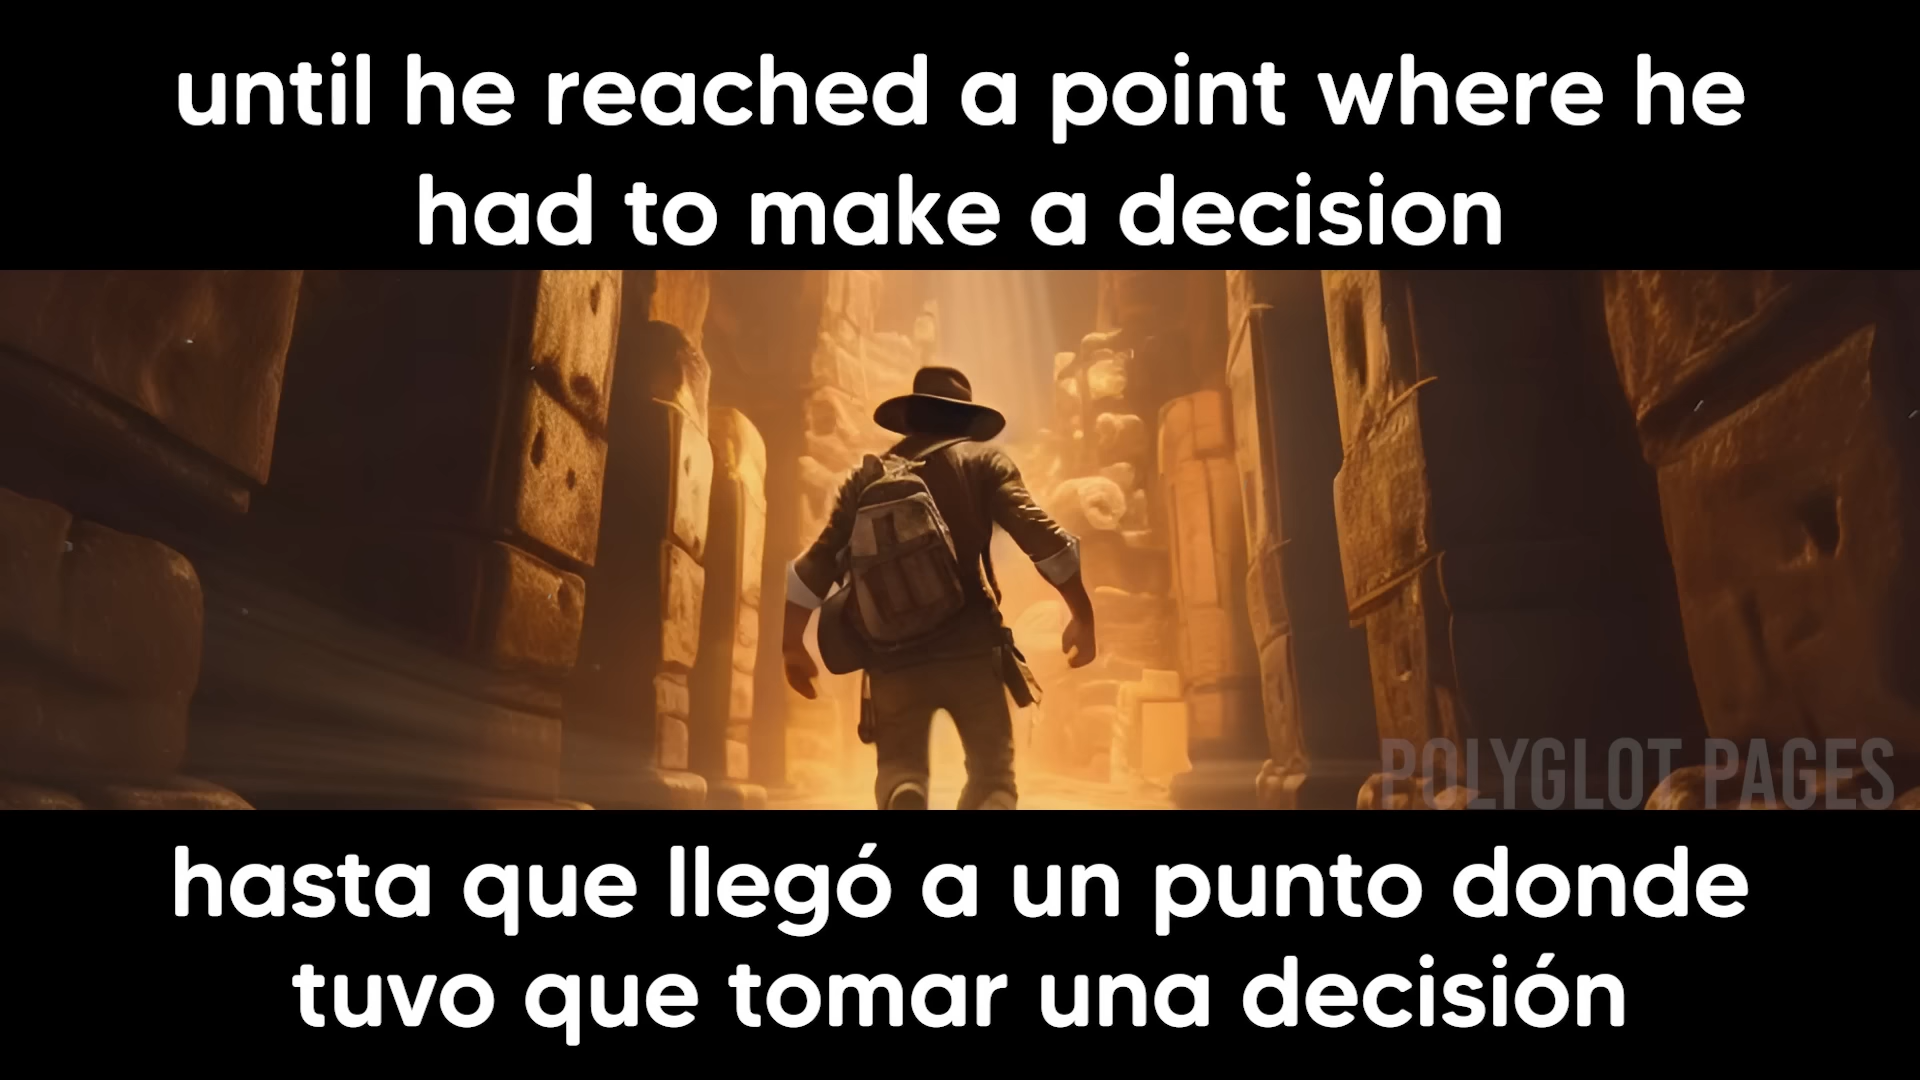 until he reached a point where he
had to make a decision
POLYGLOT PAGES
hasta que llegó a un punto donde
tuvo que tomar una decisión